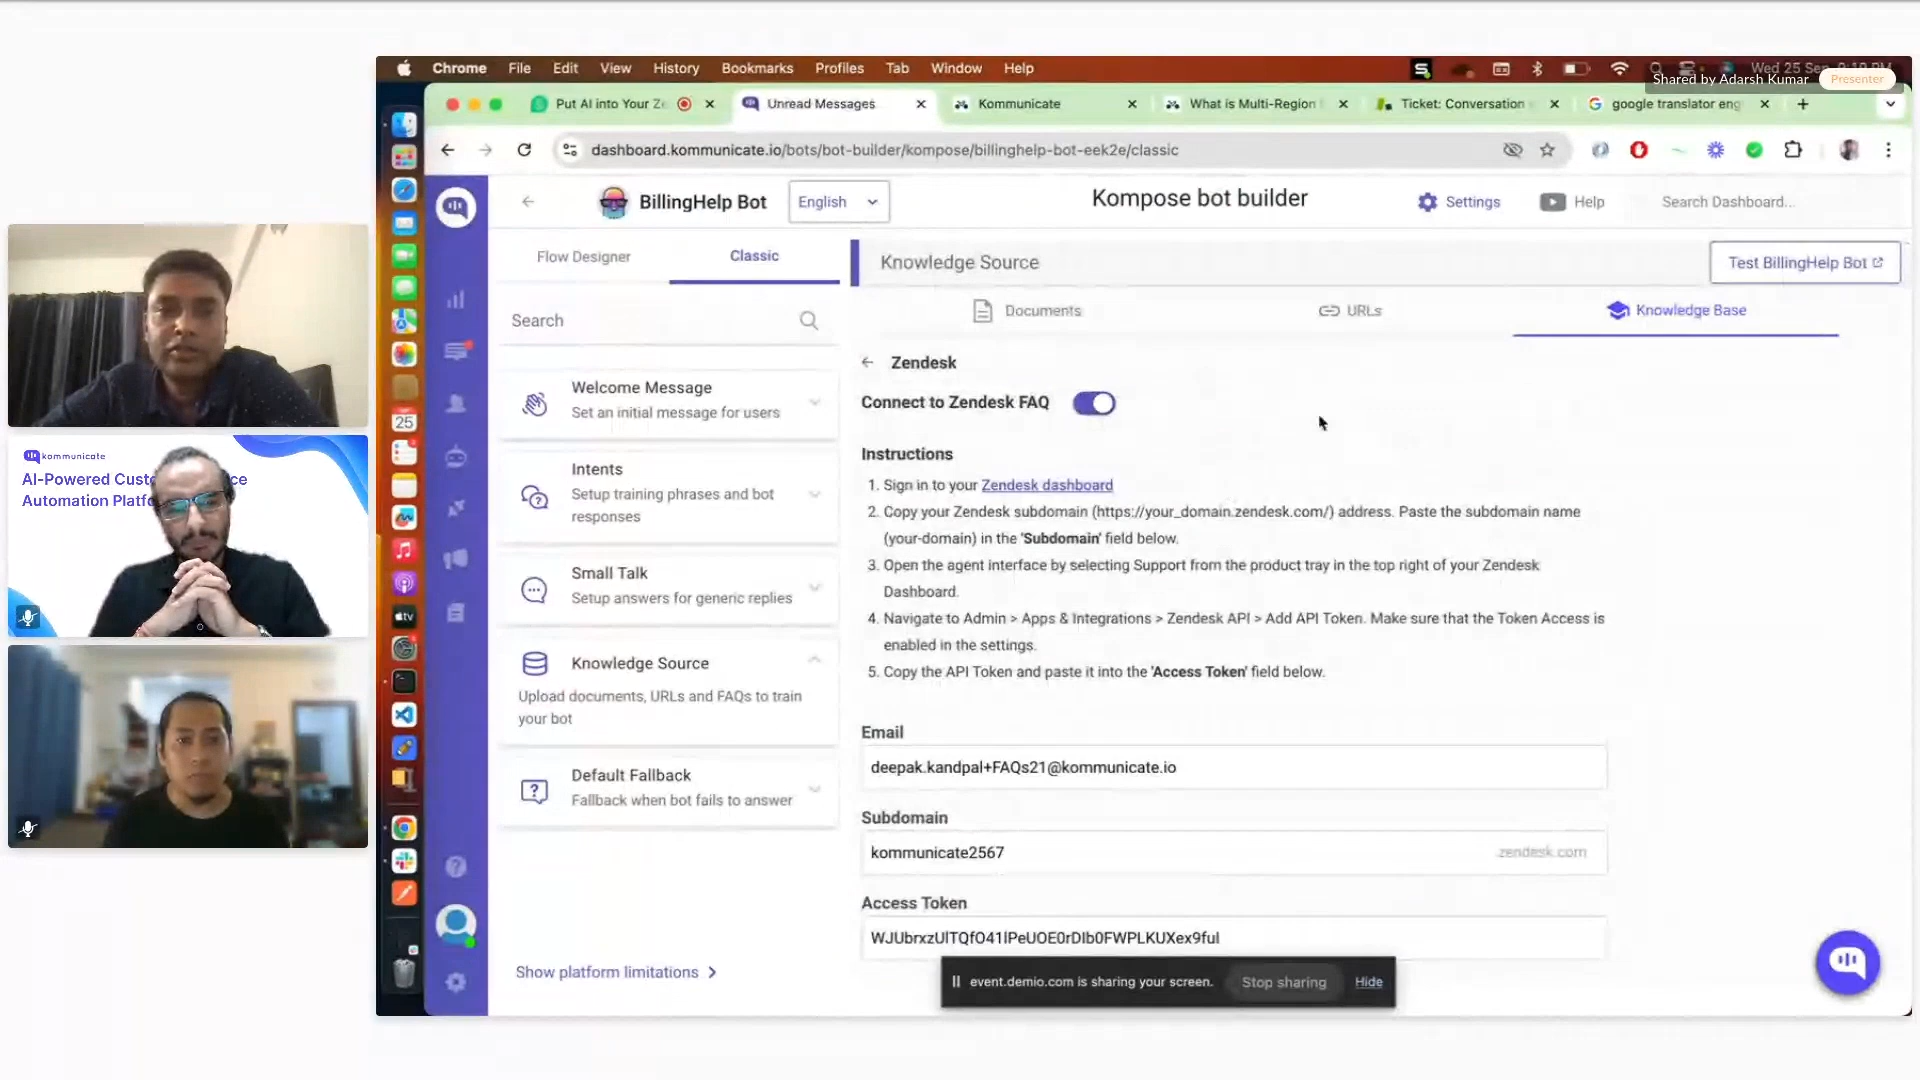 Chrome File Edit View History Bookmarks Profiles Tab Window Help
Shared by Adarsh Kumar Presenter
Put AI into Your Ze
Unread Messages
Kommunicate
What is Multi-Region
Ticket: Conversation
google translator eng
dashboard.kommunicate.io/bots/bot-builder/kompose/billinghelp-bot-eek2e/classic
BillingHelp Bot
English
Kompose bot builder
Settings
Help
Search Dashboard...
Flow Designer
Classic
Knowledge Source
Test BillingHelp Bot
Documents
URLs
Knowledge Base
Search
Welcome Message
Set an initial message for users
Intents
Setup training phrases and bot
responses
Small Talk
Setup answers for generic replies
Knowledge Source
Upload documents, URLs and FAQs to train
your bot
Default Fallback
Fallback when bot fails to answer
Show platform limitations
Zendesk
Connect to Zendesk FAQ
Instructions
1. Sign in to your Zendesk dashboard
2. Copy your Zendesk subdomain (https://your_domain.zendesk.com/) address. Paste the subdomain name
(your-domain) in the 'Subdomain' field below.
3. Open the agent interface by selecting Support from the product tray in the top right of your Zendesk
Dashboard.
4. Navigate to Admin > Apps & Integrations > Zendesk API > Add API Token. Make sure that the Token Access is
enabled in the settings.
5. Copy the API Token and paste it into the 'Access Token' field below.
Email
deepak.kandpal+FAQs21@kommunicate.io
Subdomain
kommunicate2567
.zendesk.com
Access Token
event.demio.com is sharing your screen.
Stop sharing
Hide
kommunicate
AI-Powered
Automation
25
tv